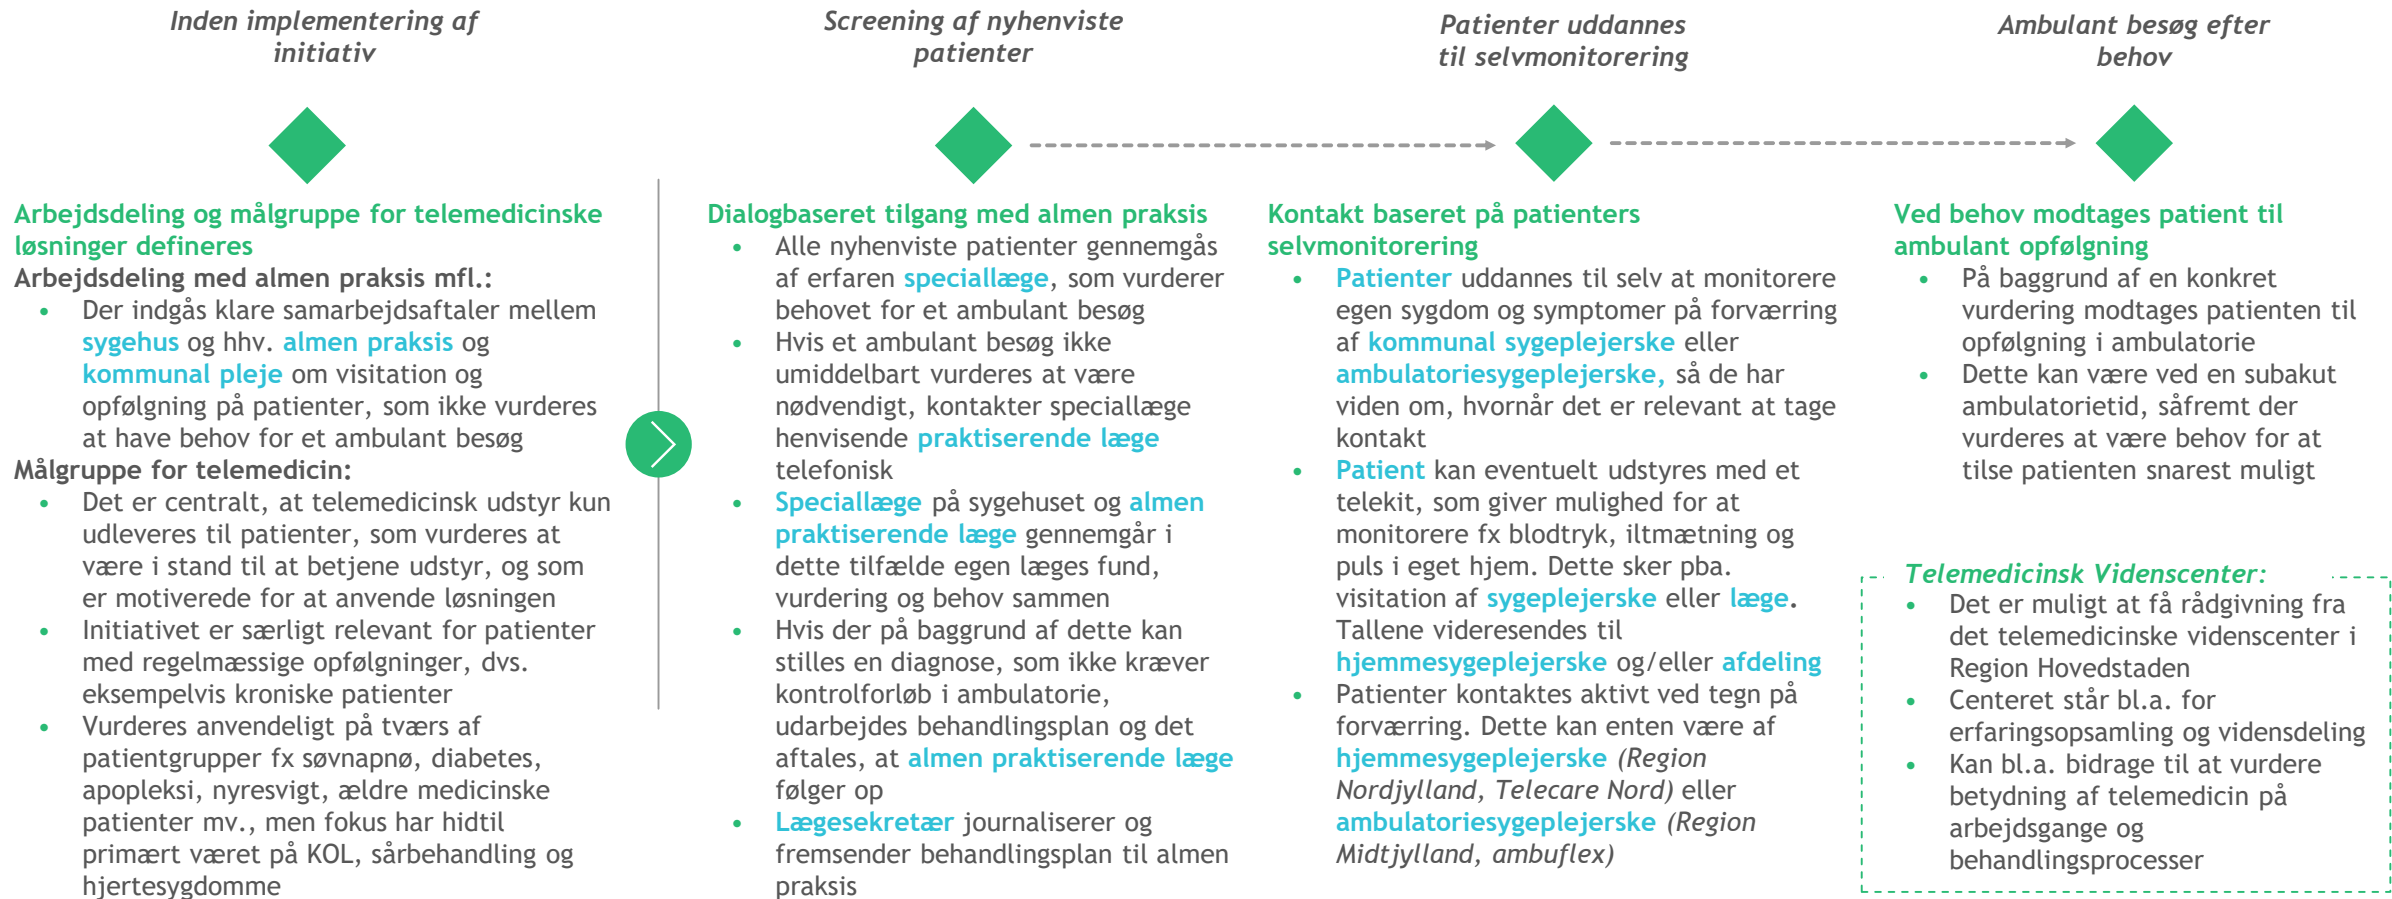 Inden implementering af
initiativ
Screening af nyhenviste
patienter
Patienter uddannes
til selvmonitorering
Ambulant besøg efter
behov
Arbejdsdeling og målgruppe for telemedicinske
løsninger defineres
Arbejdsdeling med almen praksis mfl.:
• Der indgås klare samarbejdsaftaler mellem
sygehus og hhv. almen praksis og
kommunal pleje om visitation og
opfølgning på patienter, som ikke vurderes
at have behov for et ambulant besøg
Målgruppe for telemedicin:
• Det er centralt, at telemedicinsk udstyr kun
udleveres til patienter, som vurderes at
være i stand til at betjene udstyr, og som
er motiverede for at anvende løsningen
• Initiativet er særligt relevant for patienter
med regelmæssige opfølgninger, dvs.
eksempelvis kroniske patienter
• Vurderes anvendeligt på tværs af
patientgrupper fx søvnapnø, diabetes,
apopleksi, nyresvigt, ældre medicinske
patienter mv., men fokus har hidtil
primært været på KOL, sårbehandling og
hjertesygdomme
Dialogbaseret tilgang med almen praksis
• Alle nyhenviste patienter gennemgås
af erfaren speciallæge, som vurderer
behovet for et ambulant besøg
• Hvis et ambulant besøg ikke
umiddelbart vurderes at være
nødvendigt, kontakter speciallæge
henvisende praktiserende læge
telefonisk
• Speciallæge på sygehuset og almen
praktiserende læge gennemgår i
dette tilfælde egen læges fund,
vurdering og behov sammen
• Hvis der på baggrund af dette kan
stilles en diagnose, som ikke kræver
kontrolforløb i ambulatorie,
udarbejdes behandlingsplan og det
aftales, at almen praktiserende læge
følger op
• Lægesekretær journaliserer og
fremsender behandlingsplan til almen
praksis
Kontakt baseret på patienters
selvmonitorering
• Patienter uddannes til selv at monitorere
egen sygdom og symptomer på forværring
af kommunal sygeplejerske eller
ambulatoriesygeplejerske, så de har
viden om, hvornår det er relevant at tage
kontakt
• Patient kan eventuelt udstyres med et
telekit, som giver mulighed for at
monitorere fx blodtryk, iltmætning og
puls i eget hjem. Dette sker pba.
visitation af sygeplejerske eller læge.
Tallene videresendes til
hjemmesygeplejerske og/eller afdeling
• Patienter kontaktes aktivt ved tegn på
forværring. Dette kan enten være af
hjemmesygeplejerske (Region
Nordjylland, Telecare Nord) eller
ambulatoriesygeplejerske (Region
Midtjylland, ambuflex)
Ved behov modtages patient til
ambulant opfølgning
• På baggrund af en konkret
vurdering modtages patienten til
opfølgning i ambulatorie
• Dette kan være ved en subakut
ambulatorietid, såfremt der
vurderes at være behov for at
tilse patienten snarest muligt
Telemedicinsk Videnscenter:
• Det er muligt at få rådgivning fra
det telemedicinske videnscenter i
Region Hovedstaden
• Centeret står bl.a. for
erfaringsopsamling og vidensdeling
• Kan bl.a. bidrage til at vurdere
betydning af telemedicin på
arbejdsgange og
behandlingsprocesser